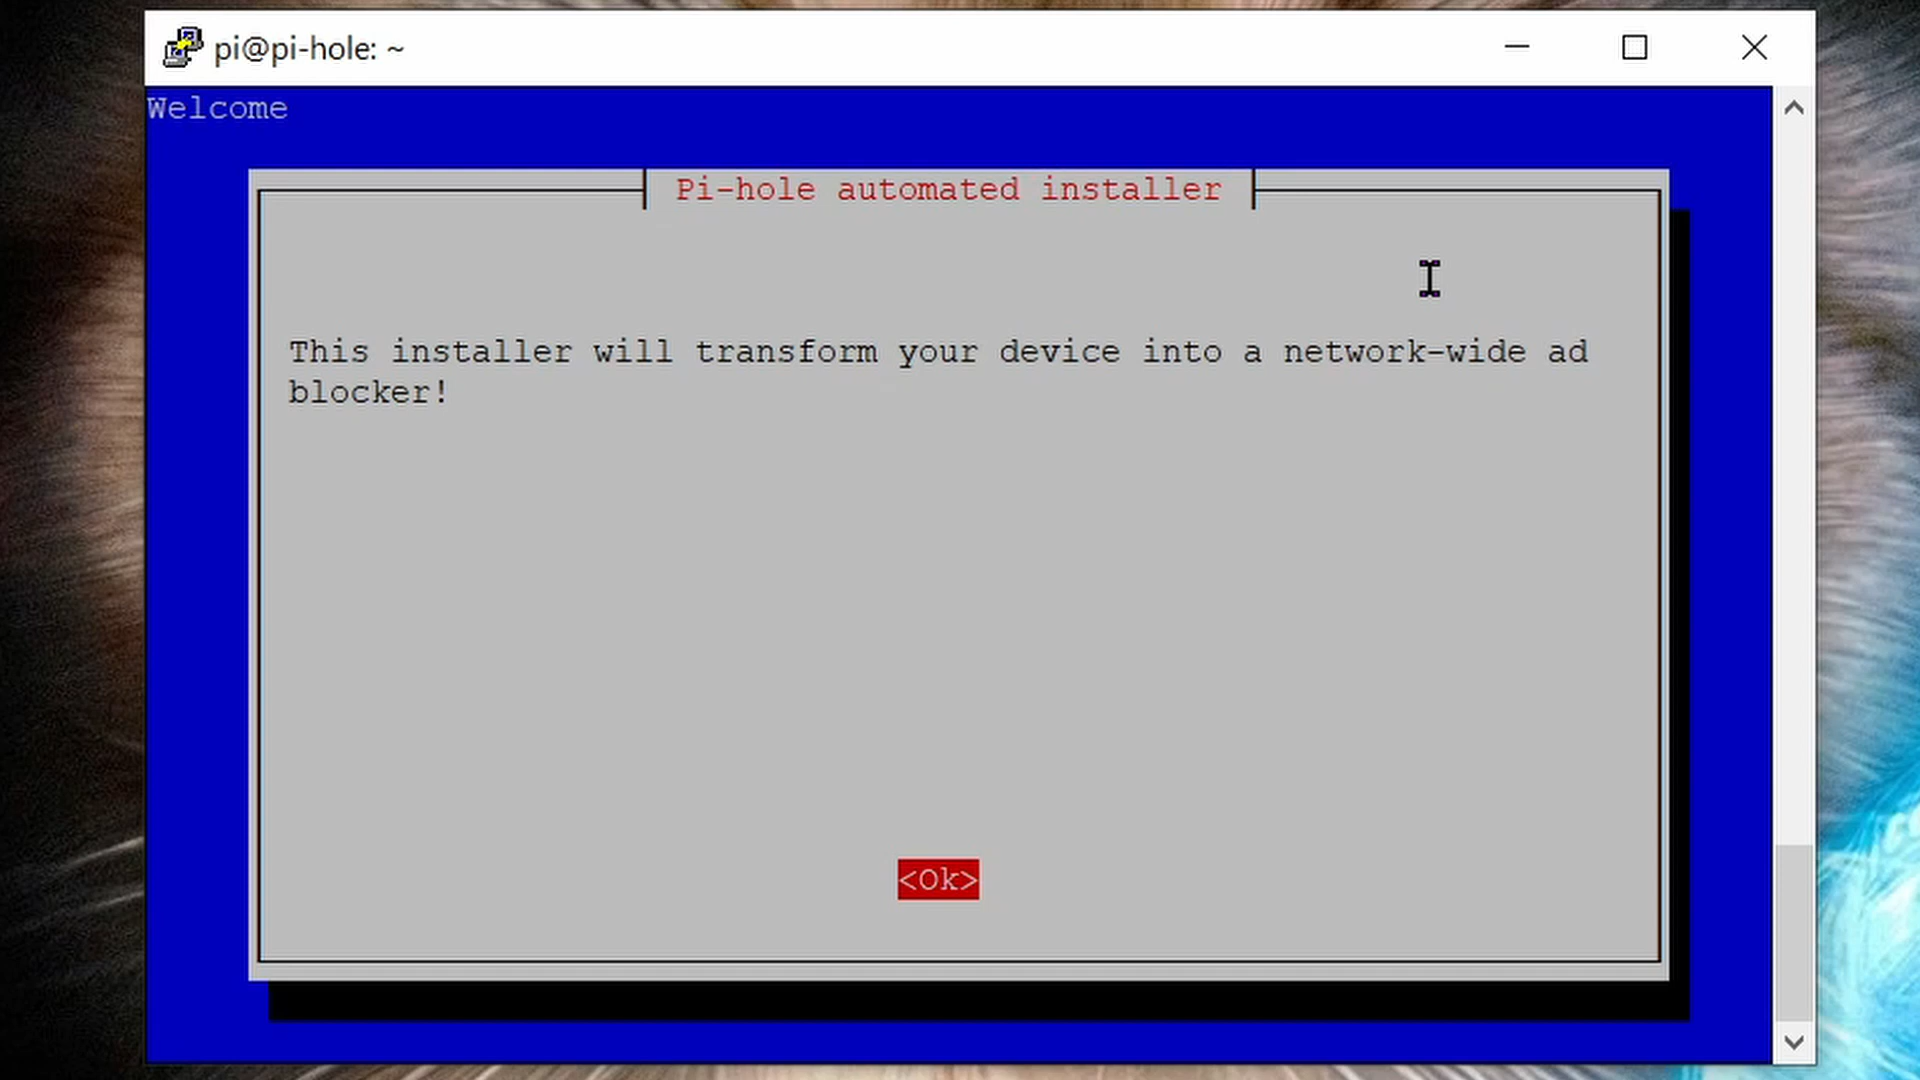 pi@pi-hole: ~
Welcome
Pi-hole automated installer
This installer will transform your device into a network-wide ad
blocker!
<Ok>